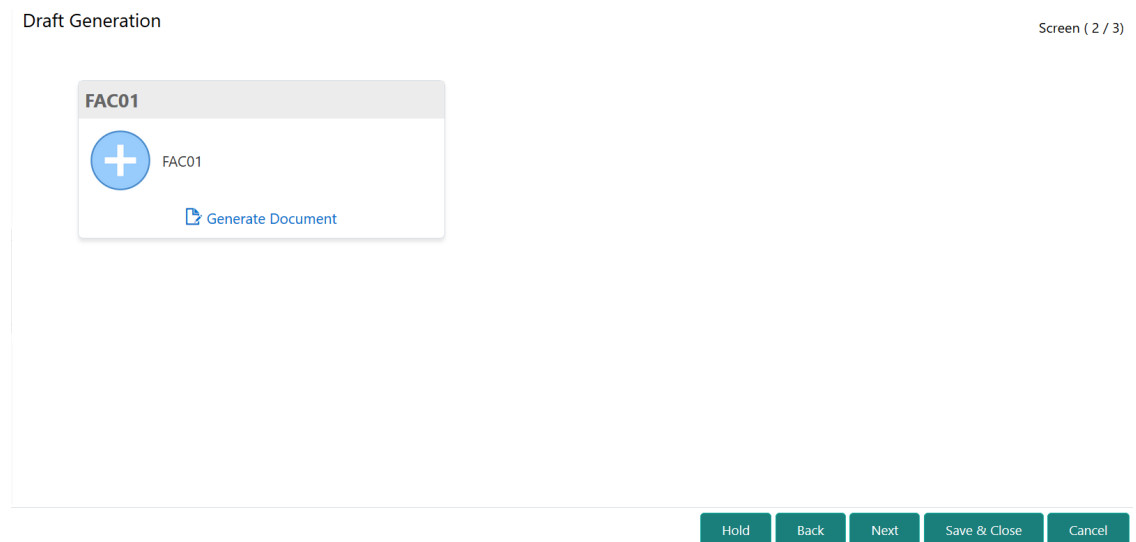 Draft Generation
Screen ( 2 / 3)
FAC01
FAC01
Generate Document
Hold Back Next Save & Close Cancel